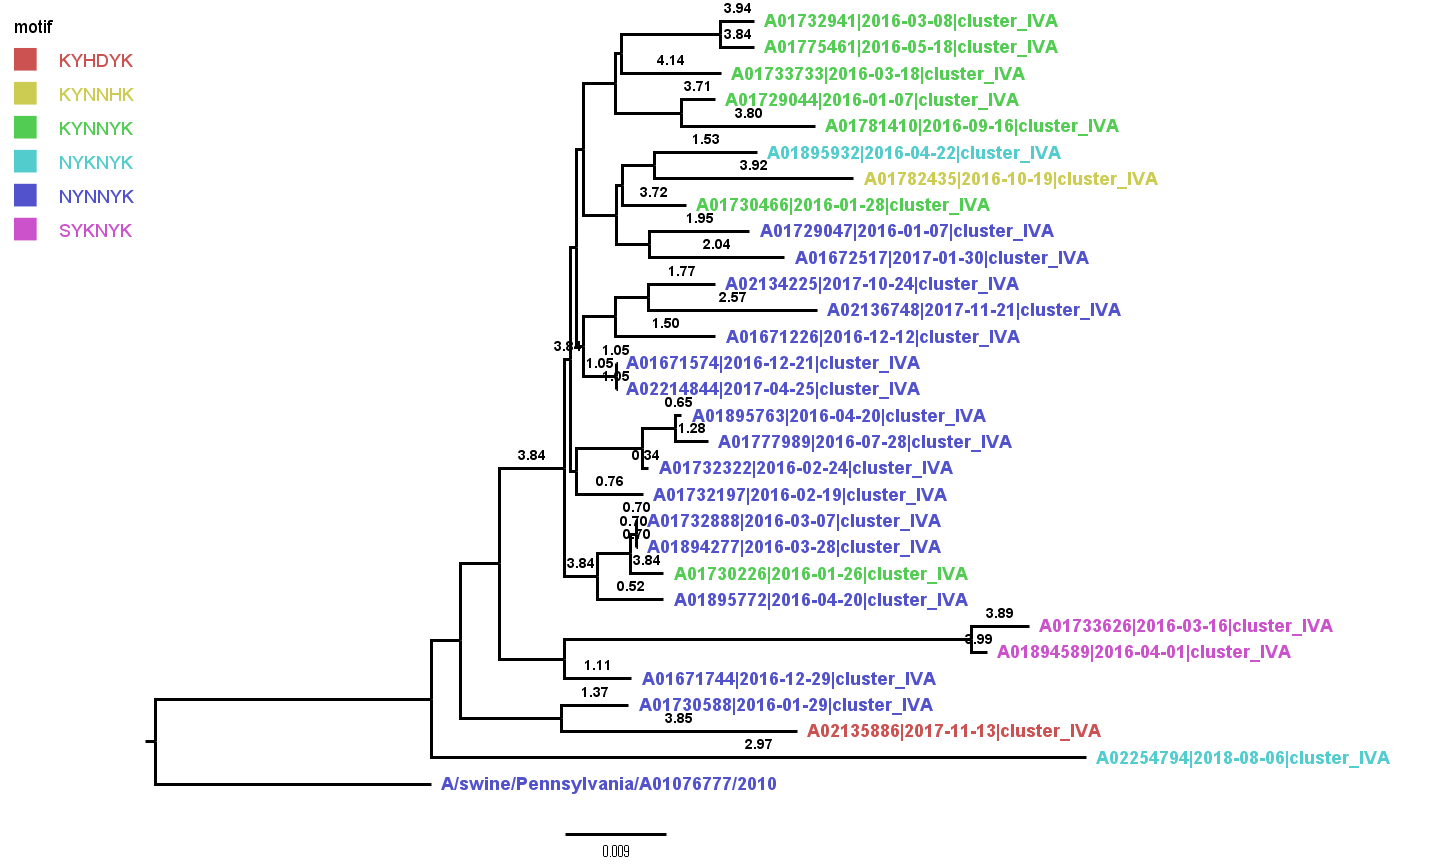 motif
KYHDYK
KYNNHK
KYNNYK
NYKNYK
NYNNYK
SYKNYK
3.94
A01732941|2016-03-08|cluster_IVA
3.84
A01775461|2016-05-18|cluster_IVA
4.14
A01733733|2016-03-18|cluster_IVA
3.71
A01729044|2016-01-07|cluster_IVA
3.80
A01781410|2016-09-16|cluster_IVA
1.53
A01895932|2016-04-22|cluster_IVA
3.92
A01782435|2016-10-19|cluster_IVA
3.72
A01730466|2016-01-28|cluster_IVA
1.95
A01729047|2016-01-07|cluster_IVA
2.04
A01672517|2017-01-30|cluster_IVA
1.77
A02134225|2017-10-24|cluster_IVA
2.57
A02136748|2017-11-21|cluster_IVA
1.50
A01671226|2016-12-12|cluster_IVA
3.84
1.05
1.05
A01671574|2016-12-21|cluster_IVA
1.05
A02214844|2017-04-25|cluster_IVA
0.65
A01895763|2016-04-20|cluster_IVA
1.28
A01777989|2016-07-28|cluster_IVA
3.84
0.34
A01732322|2016-02-24|cluster_IVA
0.76
A01732197|2016-02-19|cluster_IVA
0.70
0.70
A01732888|2016-03-07|cluster_IVA
0.70
A01894277|2016-03-28|cluster_IVA
3.84
3.84
A01730226|2016-01-26|cluster_IVA
0.52
A01895772|2016-04-20|cluster_IVA
3.89
A01733626|2016-03-16|cluster_IVA
3.99
A01894589|2016-04-01|cluster_IVA
1.11
A01671744|2016-12-29|cluster_IVA
1.37
A01730588|2016-01-29|cluster_IVA
3.85
A02135886|2017-11-13|cluster_IVA
2.97
A02254794|2018-08-06|cluster_IVA
A/swine/Pennsylvania/A01076777/2010
0.009